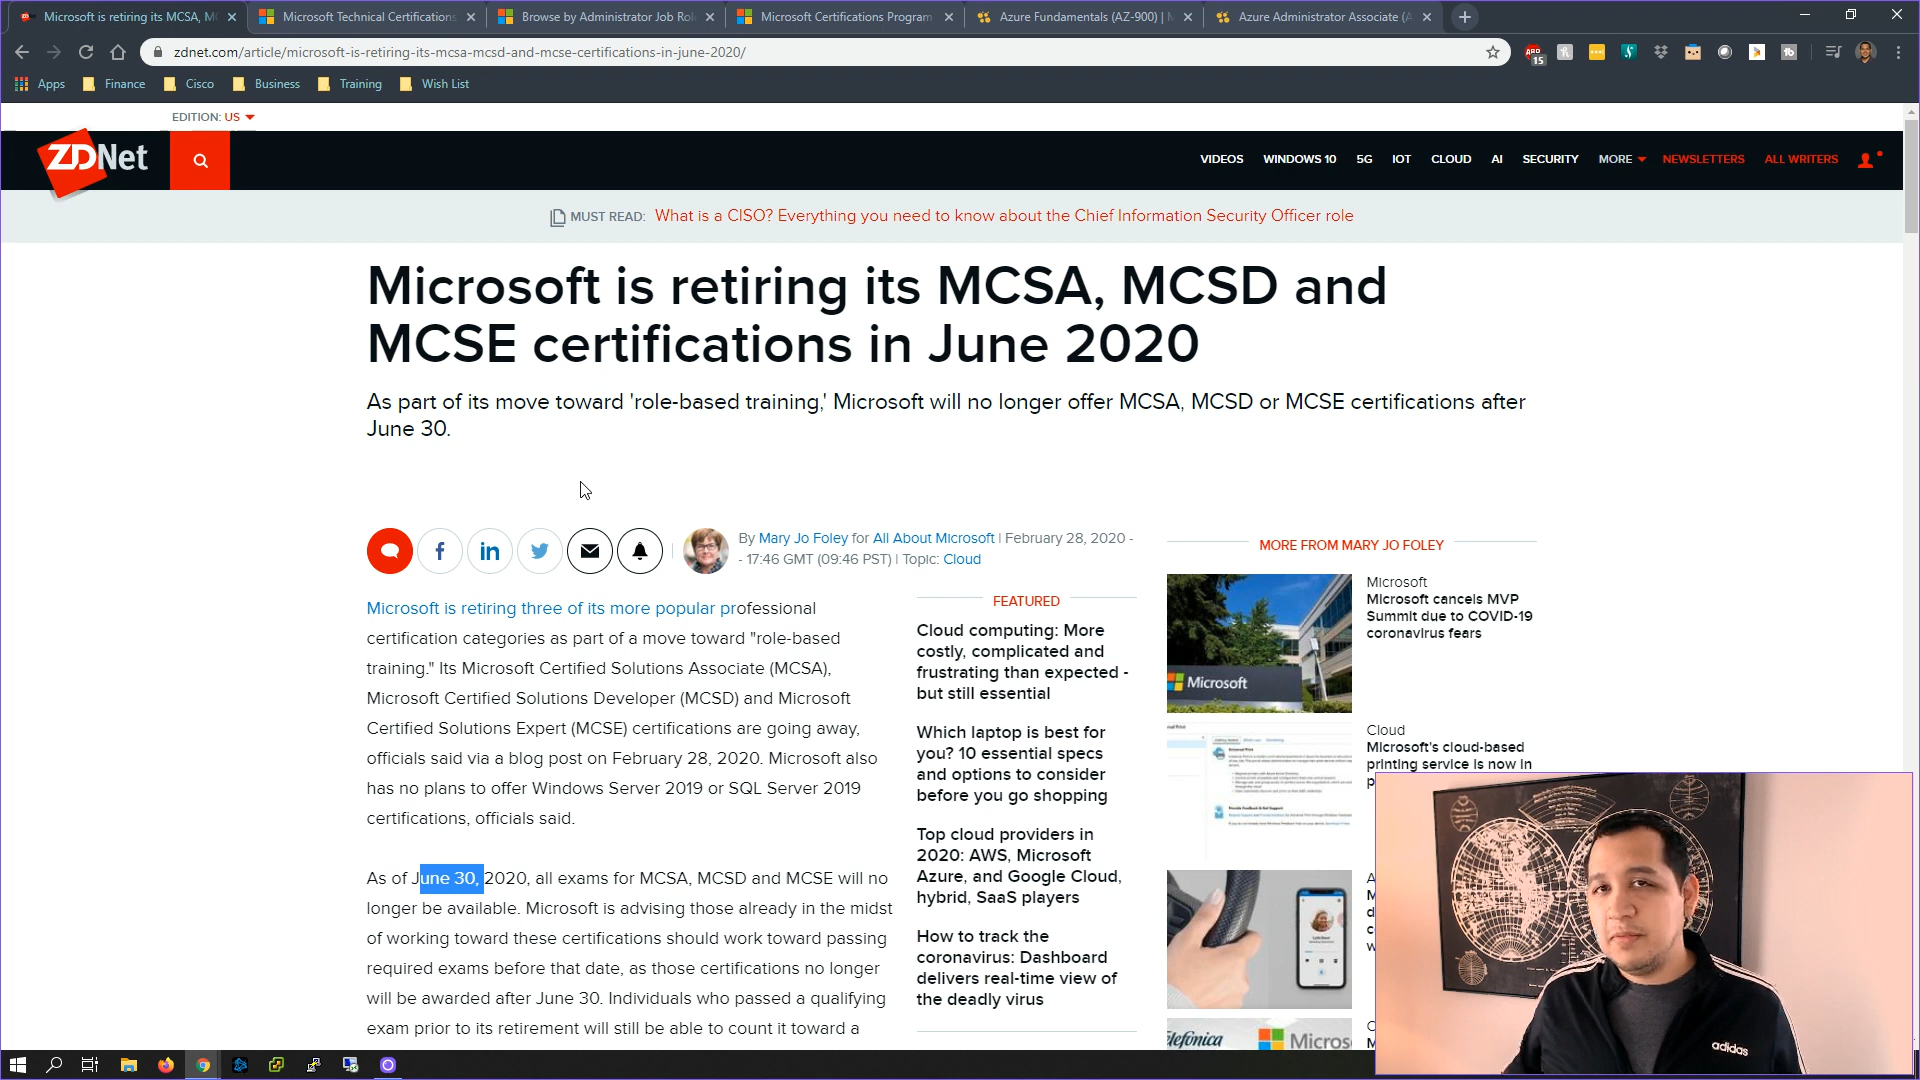 Microsoft is retiring its MCSA, M
Microsoft Technical Certifications
Browse by Administrator Job Rol
Microsoft Certifications Program
Azure Fundamentals (AZ-900) |
Azure Administrator Associate (A
zdnet.com/article/microsoft-is-retiring-its-mcsa-mcsd-and-mcse-certifications-in-june-2020/
15
Apps
Finance
Cisco
Business
Training
Wish List
EDITION: US
ZDNet
VIDEOS
WINDOWS 10
5G
IOT
CLOUD
AI
SECURITY
MORE
NEWSLETTERS
ALL WRITERS
MUST READ: What is a CISO? Everything you need to know about the Chief Information Security Officer role
Microsoft is retiring its MCSA, MCSD and
MCSE certifications in June 2020
As part of its move toward 'role-based training,' Microsoft will no longer offer MCSA, MCSD or MCSE certifications after
June 30.
By Mary Jo Foley for All About Microsoft | February 28, 2020 -
- 17:46 GMT (09:46 PST) | Topic: Cloud
Microsoft is retiring three of its more popular professional
certification categories as part of a move toward "role-based
training." Its Microsoft Certified Solutions Associate (MCSA),
Microsoft Certified Solutions Developer (MCSD) and Microsoft
Certified Solutions Expert (MCSE) certifications are going away,
officials said via a blog post on February 28, 2020. Microsoft also
has no plans to offer Windows Server 2019 or SQL Server 2019
certifications, officials said.
As of June 30, 2020, all exams for MCSA, MCSD and MCSE will no
longer be available. Microsoft is advising those already in the midst
of working toward these certifications should work toward passing
required exams before that date, as those certifications no longer
will be awarded after June 30. Individuals who passed a qualifying
exam prior to its retirement will still be able to count it toward a
FEATURED
Cloud computing: More
costly, complicated and
frustrating than expected -
but still essential
Which laptop is best for
you? 10 essential specs
and options to consider
before you go shopping
Top cloud providers in
2020: AWS, Microsoft
Azure, and Google Cloud,
hybrid, SaaS players
How to track the
coronavirus: Dashboard
delivers real-time view of
the deadly virus
MORE FROM MARY JO FOLEY
Microsoft
Microsoft
Microsoft cancels MVP
Summit due to COVID-19
coronavirus fears
Cloud
Microsoft's cloud-based
printing service is now in
Telefónica
Micros
adidas